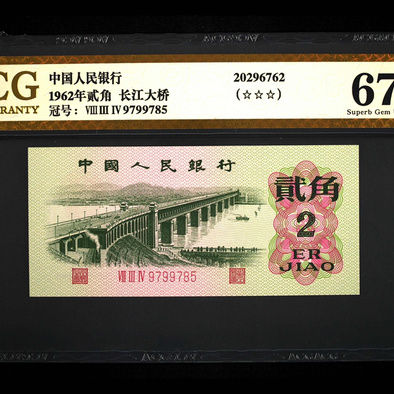 CG
RRANTY
中国人民银行
1962年贰角 长江大桥
冠号: Ⅷ Ⅲ Ⅳ 9799785
20296762
(☆☆☆)
67
Superb Gem
中國人民銀行
貳角
2
ER
JIAO
Ⅷ Ⅲ Ⅳ 9799785